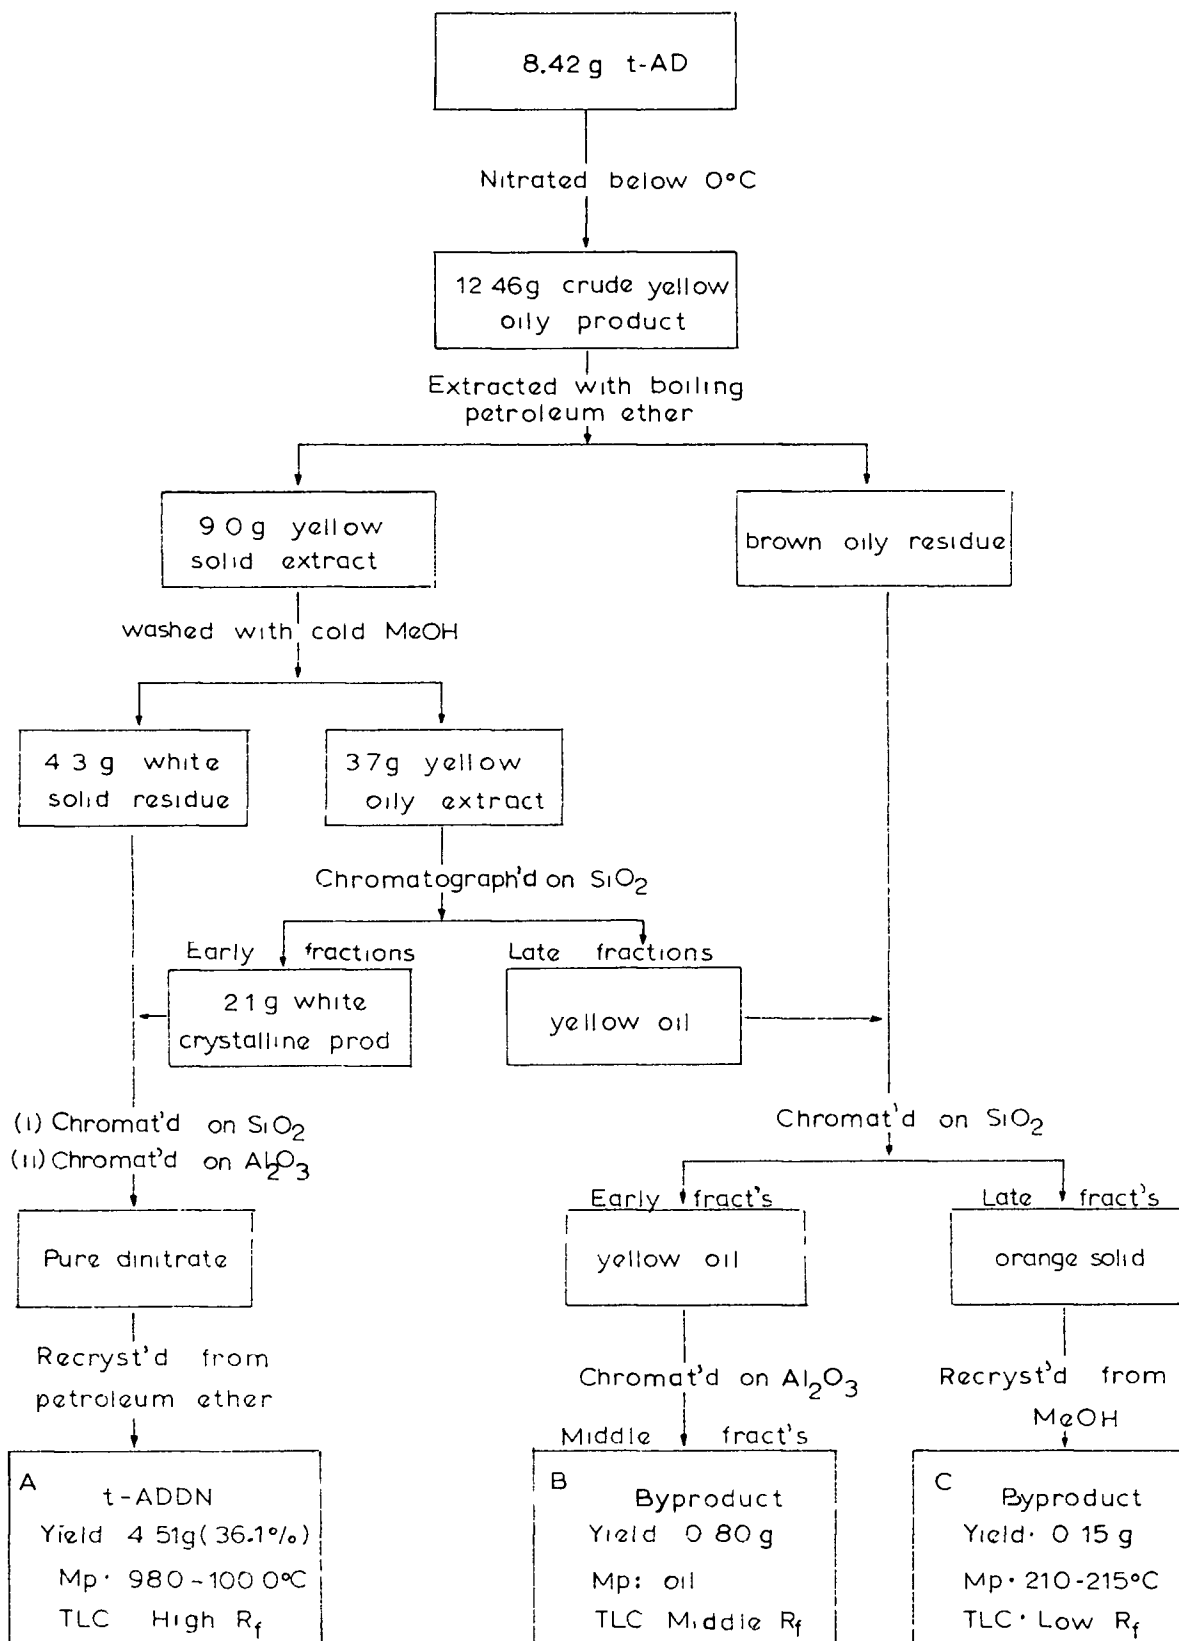 8.42 g t-AD
Nitrated below 0°C
12 46g crude yellow
oily product
Extracted with boiling
petroleum ether
9 0 g yellow
solid extract
brown oily residue
washed with cold MeOH
4 3 g white
solid residue
3 7g yellow
oily extract
Chromatograph'd on SiO2
Early fractions
Late fractions
2 1 g white
crystalline prod
yellow oil
(i) Chromat'd on SiO2
(ii) Chromat'd on Al2O3
Chromat'd on SiO2
Early fract's
Late fract's
Pure dinitrate
yellow oil
orange solid
Recryst'd from
petroleum ether
Chromat'd on Al2O3
Middle fract's
Recryst'd from
MeOH
A
t-ADDN
Yield 4 51g (36.1%)
Mp · 98 0-100 0°C
TLC High Rf
B
Byproduct
Yield 0 80 g
Mp: oil
TLC Middle Rf
C
Byproduct
Yield · 0 15 g
Mp · 210-215°C
TLC · Low Rf